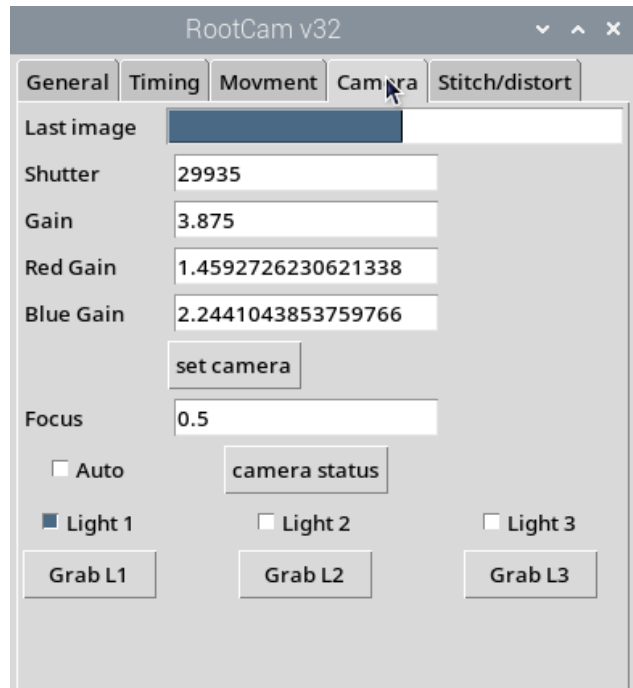 RootCam v32
General Timing Movment Camera Stitch/distort
Last image
Shutter 29935
Gain 3.875
Red Gain 1.4592726230621338
Blue Gain 2.2441043853759766
set camera
Focus 0.5
Auto camera status
Light 1 Light 2 Light 3
Grab L1 Grab L2 Grab L3